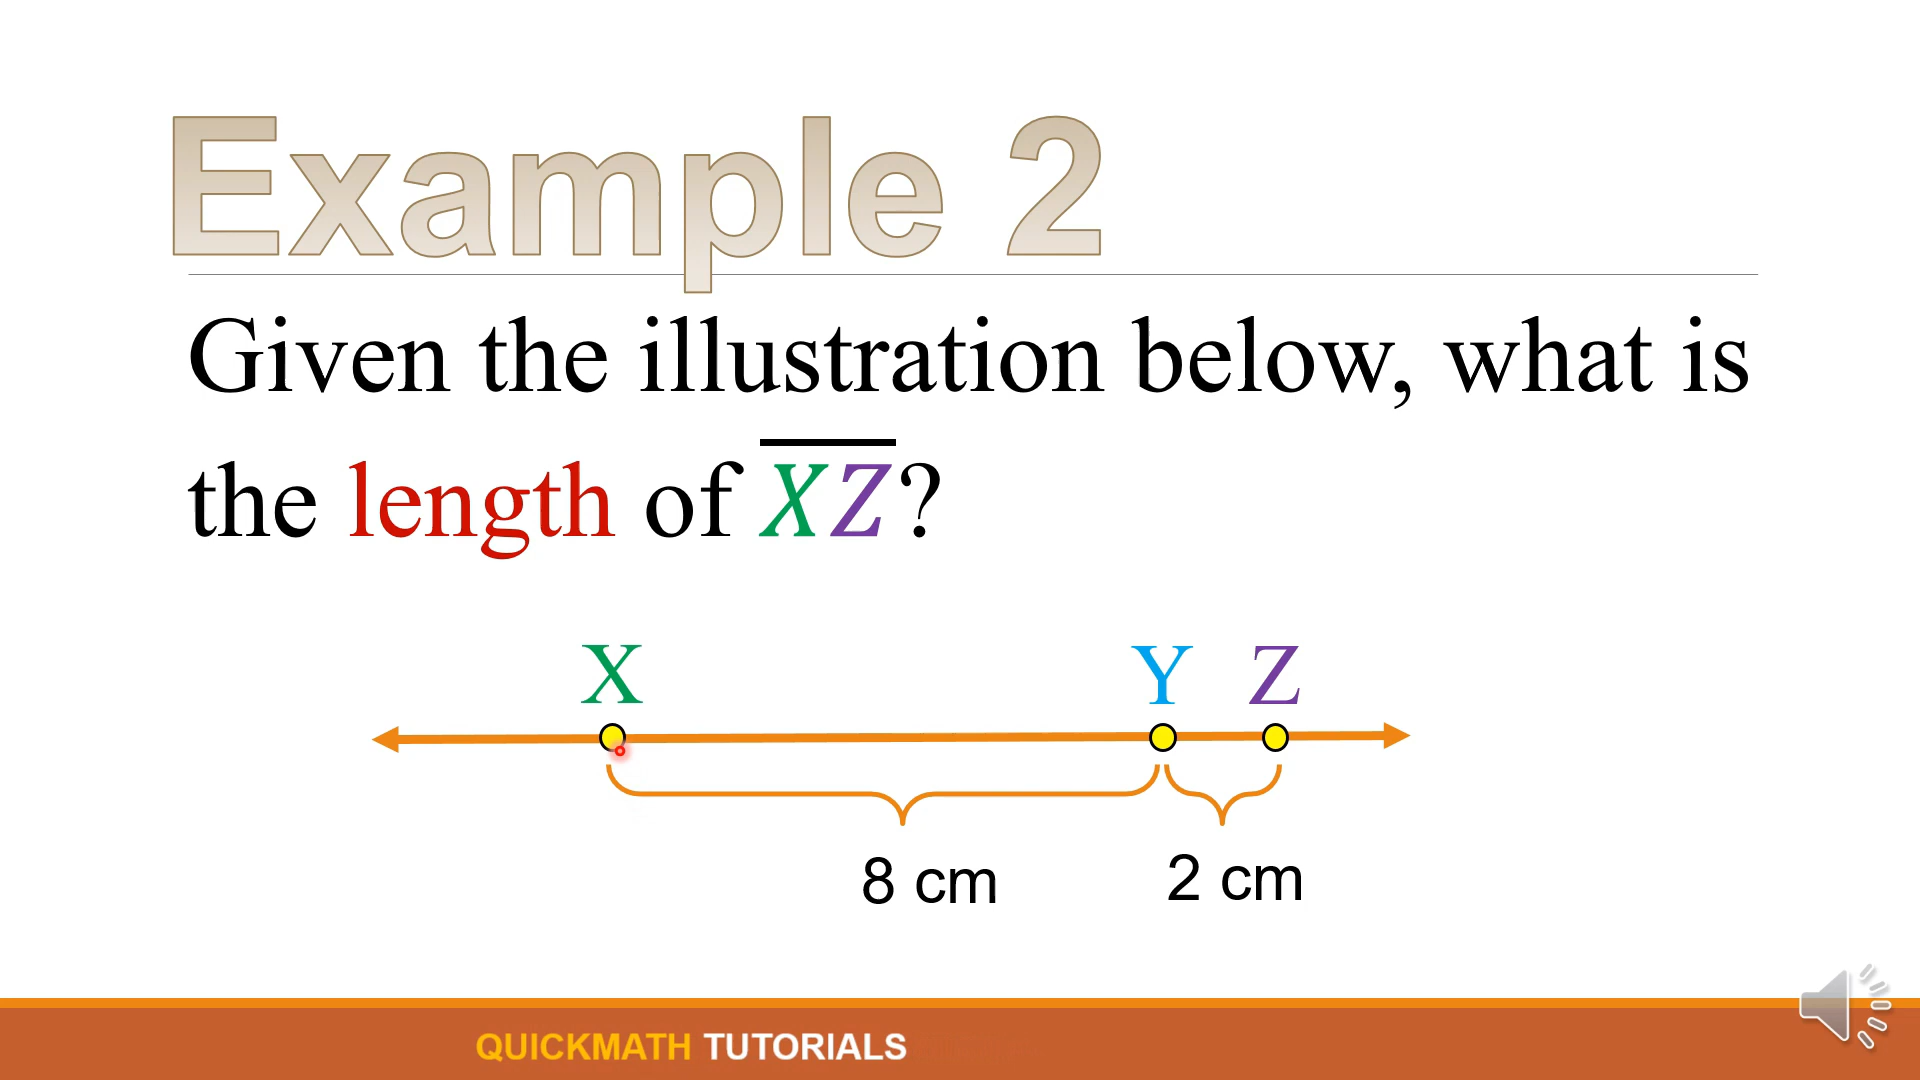 Example 2
Given the illustration below, what is
the length of XZ?
X Y Z
8 cm 2 cm
QUICKMATH TUTORIALS